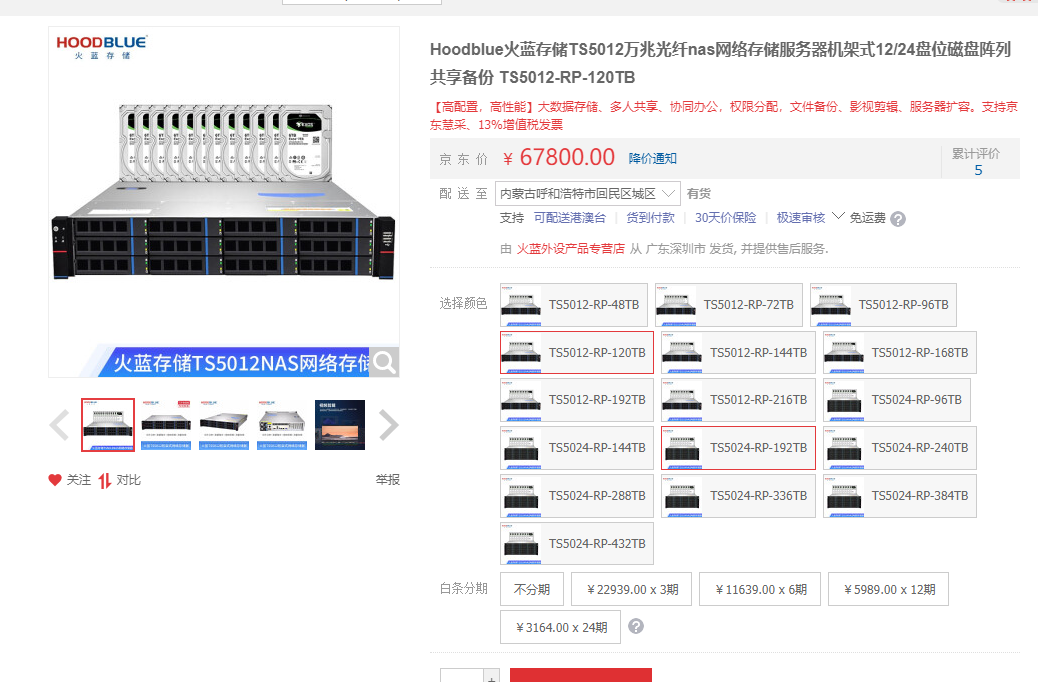 HOODBLUE
火 蓝 存 储
火蓝存储TS5012NAS网络存储
关注 对比 举报
Hoodblue火蓝存储TS5012万兆光纤nas网络存储服务器机架式12/24盘位磁盘阵列
共享备份 TS5012-RP-120TB
【高配置，高性能】大数据存储、多人共享、协同办公，权限分配，文件备份、影视剪辑、服务器扩容。支持京
东慧采、13%增值税发票
京 东 价 ￥ 67800.00 降价通知 累计评价
5
配 送 至 内蒙古呼和浩特市回民区城区 有货
支持 可配送港澳台 货到付款 30天价保险 极速审核 免运费 ?
由 火蓝外设产品专营店 从 广东深圳市 发货, 并提供售后服务.
选择颜色 TS5012-RP-48TB TS5012-RP-72TB TS5012-RP-96TB
TS5012-RP-120TB TS5012-RP-144TB TS5012-RP-168TB
TS5012-RP-192TB TS5012-RP-216TB TS5024-RP-96TB
TS5024-RP-144TB TS5024-RP-192TB TS5024-RP-240TB
TS5024-RP-288TB TS5024-RP-336TB TS5024-RP-384TB
TS5024-RP-432TB
白条分期 不分期 ￥22939.00 x 3期 ￥11639.00 x 6期 ￥5989.00 x 12期
￥3164.00 x 24期 ?
+